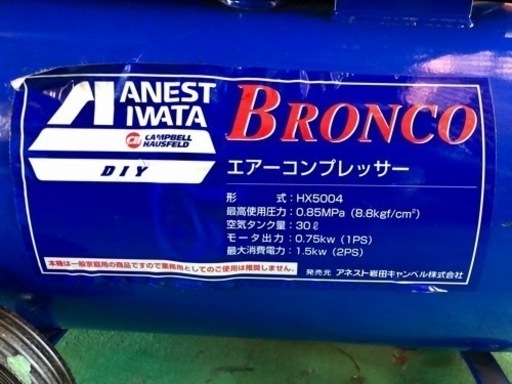 ANEST
IWATA
CAMPBELL
HAUSFELD
DIY
BRONCO
エアーコンプレッサー
形　　　式：HX5004
最高使用圧力：0.85MPa（8.8kgf/cm²）
空気タンク量：30ℓ
モータ出力：0.75kw（1PS）
最大消費電力：1.5kw（2PS）
本機は一般家庭用の商品ですので業務用としてのご使用は推奨しません。
発売元 アネスト岩田キャンベル株式会社